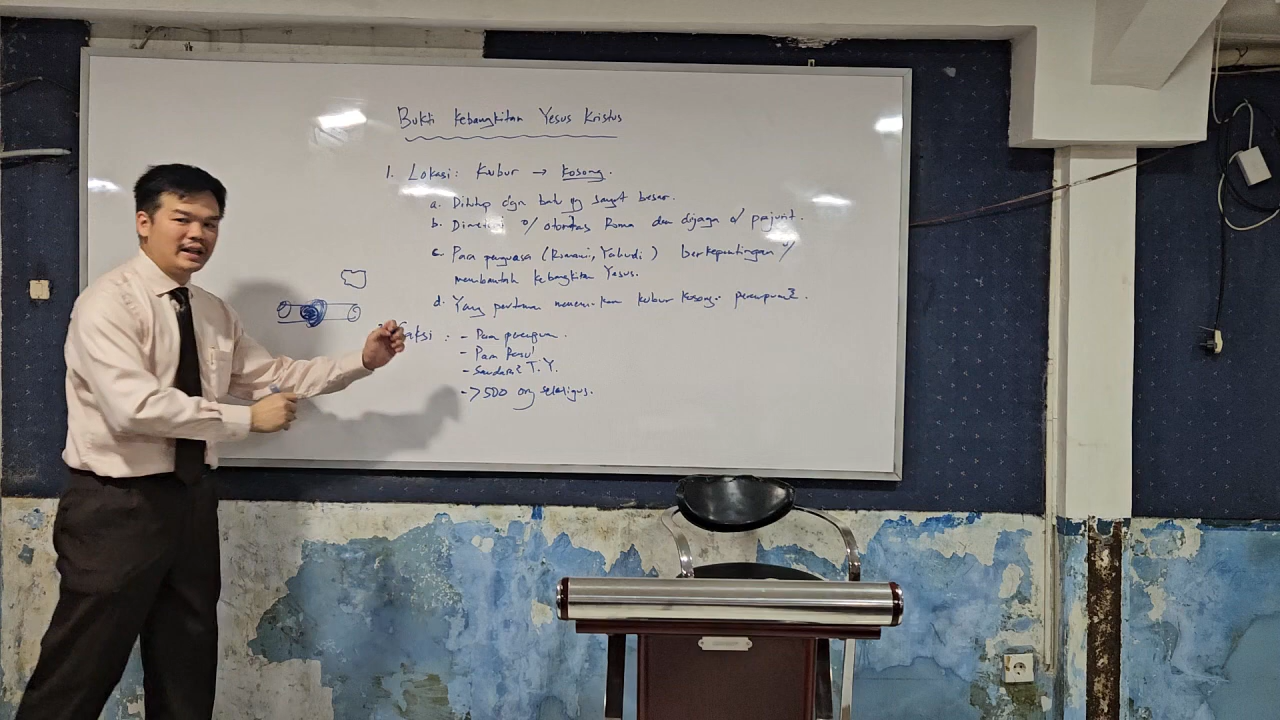 Bukti Kebangkitan Yesus Kristus
1. Lokasi: Kubur → Kosong.
a. Ditutup dgn batu yg sangat besar.
b. Dimeterai o/ otoritas Roma dan dijaga o/ prajurit.
c. Para penguasa (Romawi, Yahudi) berkepentingan u/
membantah kebangkitan Yesus.
d. Yang pertama menemukan kubur kosong: perempuan2.
Saksi : - Para perempuan.
- Para Rasul
- Saudara2 T.Y.
- >500 org sekaligus.